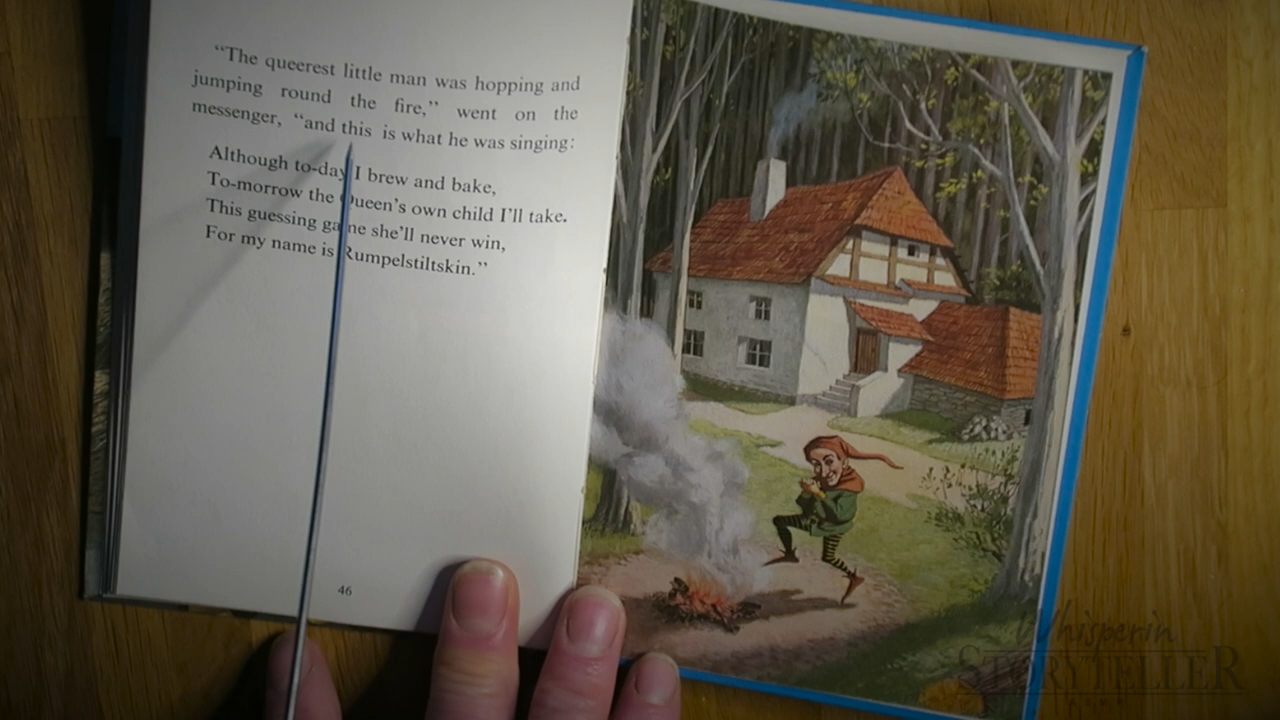 “The queerest little man was hopping and
jumping round the fire,” went on the
messenger, “and this is what he was singing:
Although to-day I brew and bake,
To-morrow the Queen’s own child I’ll take.
This guessing game she’ll never win,
For my name is Rumpelstiltskin.”
46
Whisperin
STORYTELLER